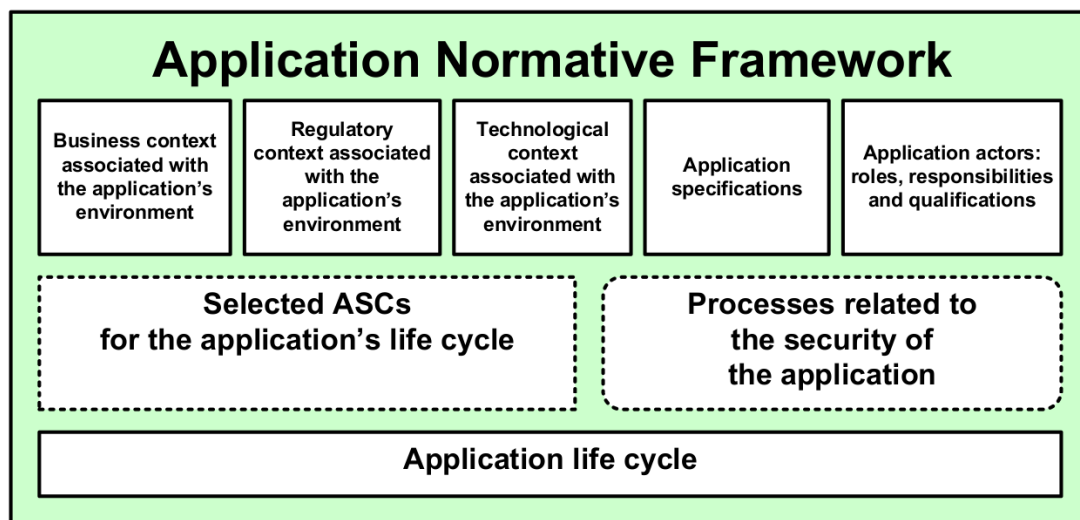 Application Normative Framework
Business context
associated with
the application's
environment
Regulatory
context associated
with the
application's
environment
Technological
context
associated with
the application's
environment
Application
specifications
Application actors:
roles, responsibilities
and qualifications
Selected ASCs
for the application's life cycle
Processes related to
the security of
the application
Application life cycle